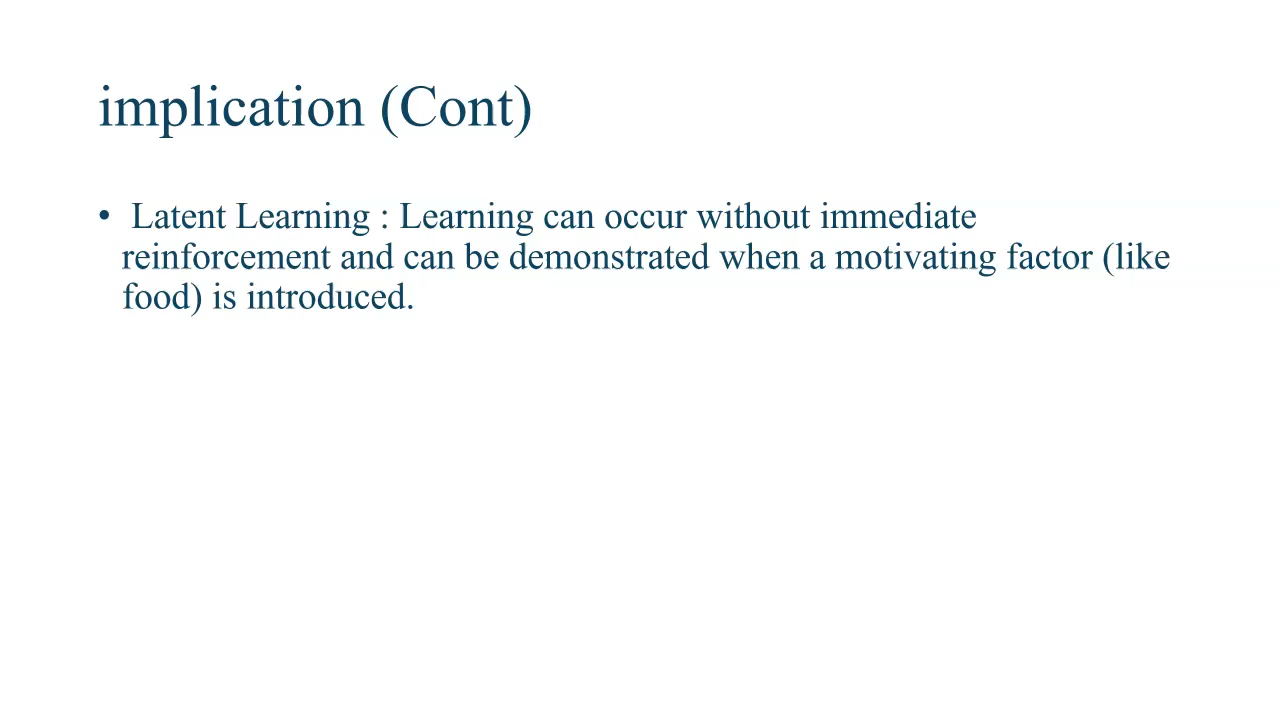 implication (Cont)
• Latent Learning : Learning can occur without immediate
reinforcement and can be demonstrated when a motivating factor (like
food) is introduced.